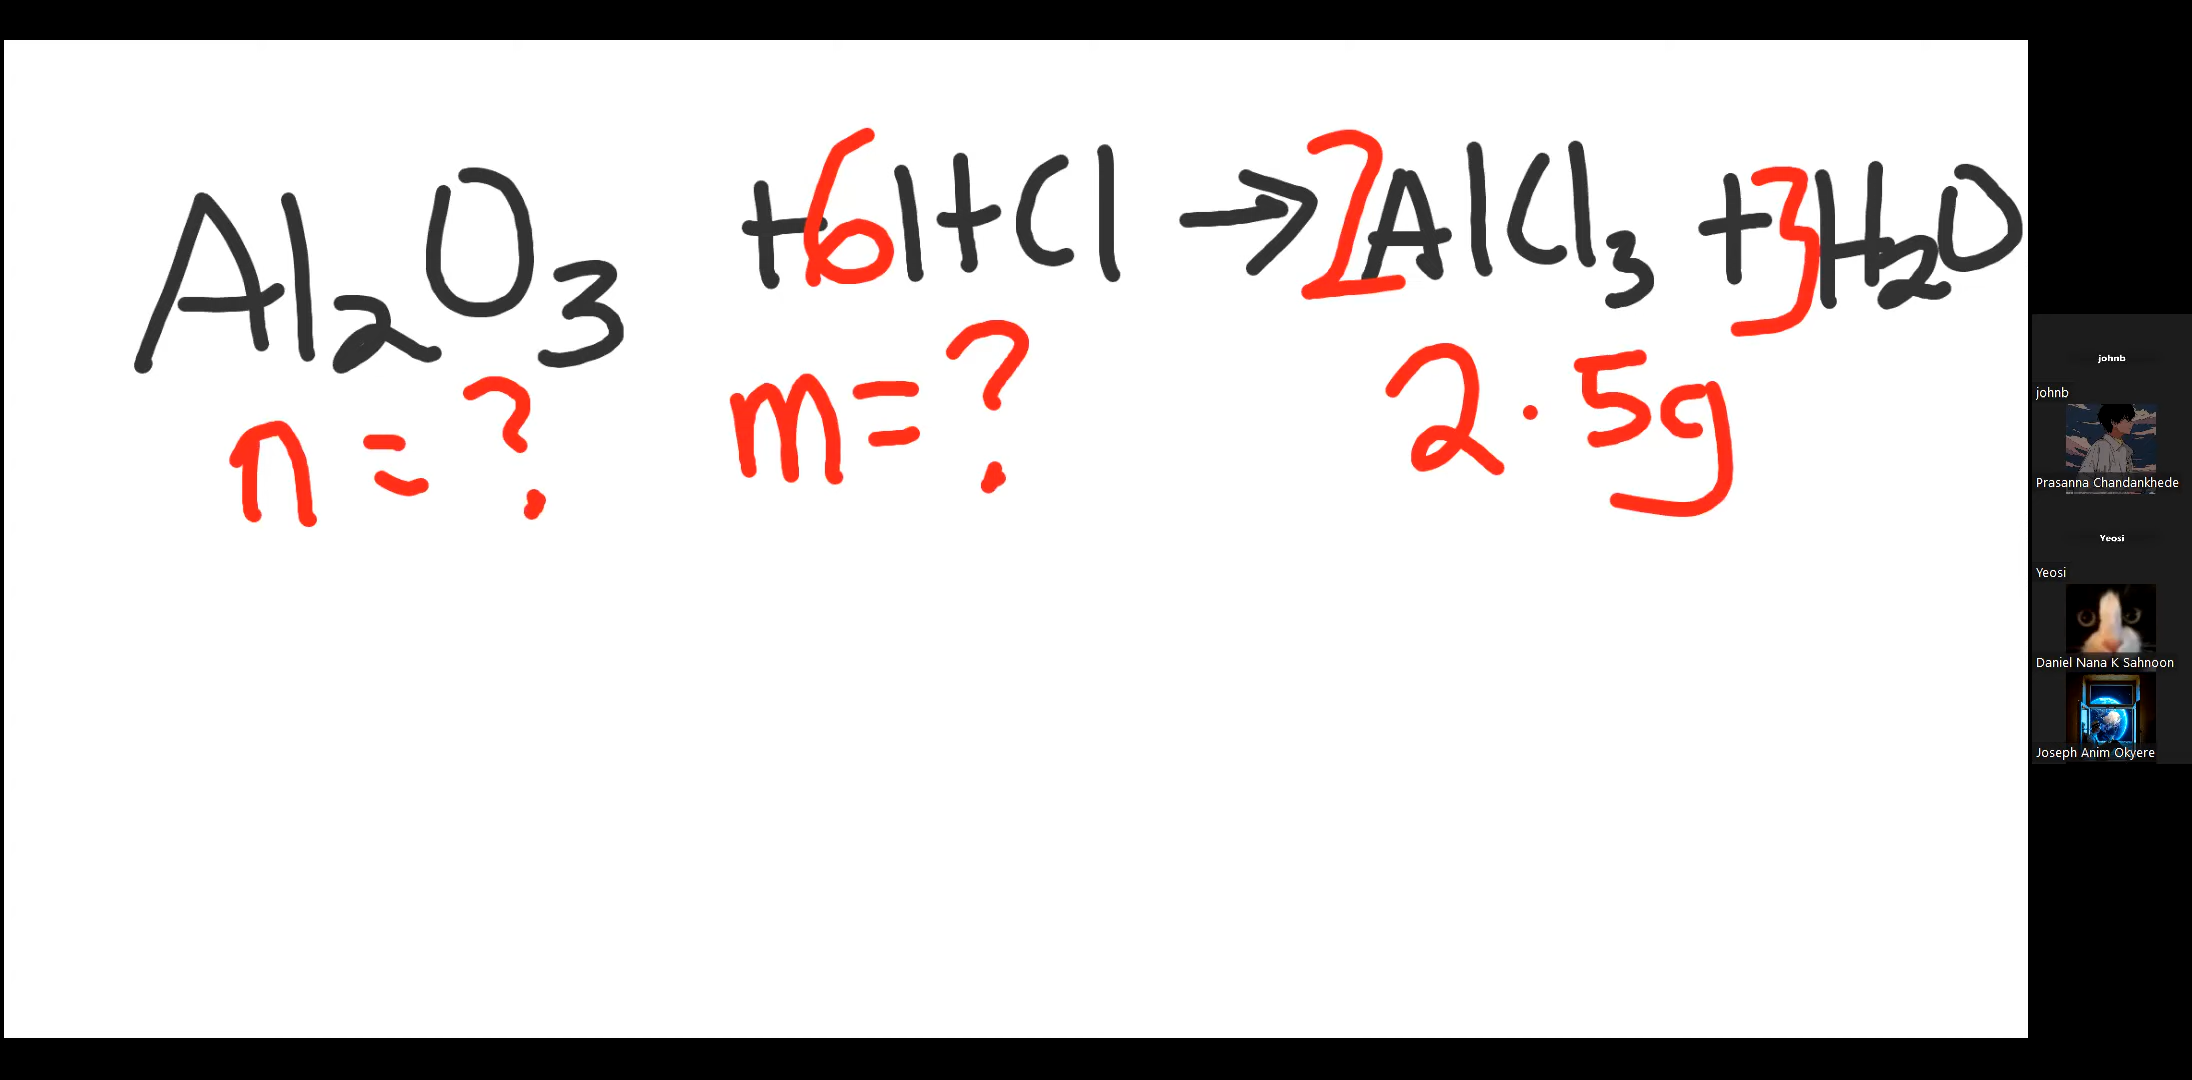 Al₂O₃ + 6HCl → 2AlCl₃ + 3H₂O
n = ? m = ? 2.5g
johnb
johnb
Prasanna Chandankhede
Yeosi
Yeosi
Daniel Nana K Sahnoon
Joseph Anim Okyere